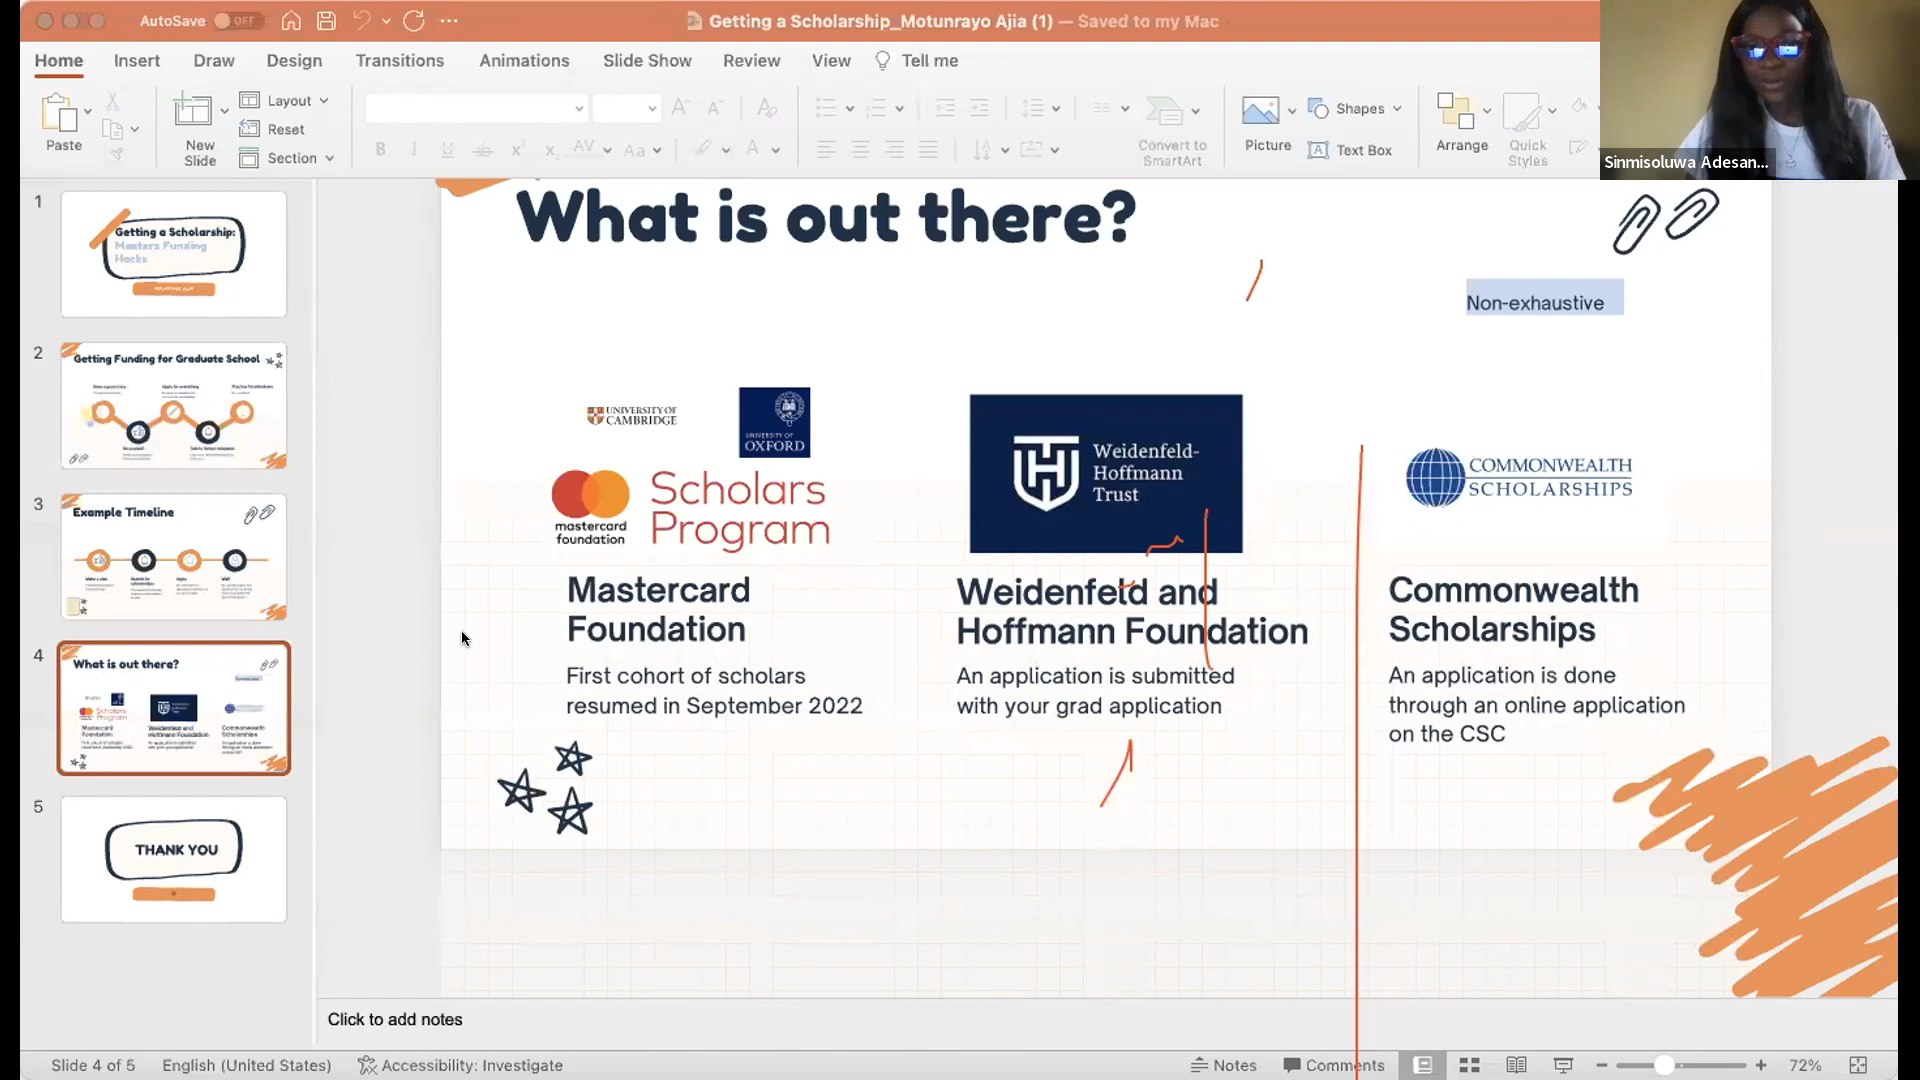 AutoSave OFF
Getting a Scholarship_Motunrayo Ajia (1) — Saved to my Mac
Home Insert Draw Design Transitions Animations Slide Show Review View Tell me
Paste
New Slide
Layout
Reset
Section
Convert to SmartArt
Picture
Shapes
Text Box
Arrange
Quick Styles
Sinmisoluwa Adesan...
1
Getting a Scholarship:
Masters Funding
Hacks
2
Getting Funding for Graduate School
3
Example Timeline
4
What is out there?
5
THANK YOU
What is out there?
Non-exhaustive
UNIVERSITY OF
CAMBRIDGE
UNIVERSITY OF
OXFORD
mastercard
foundation
Scholars
Program
Mastercard
Foundation
First cohort of scholars
resumed in September 2022
Weidenfeld-
Hoffmann
Trust
Weidenfeld and
Hoffmann Foundation
An application is submitted
with your grad application
COMMONWEALTH
SCHOLARSHIPS
Commonwealth
Scholarships
An application is done
through an online application
on the CSC
Click to add notes
Slide 4 of 5 English (United States) Accessibility: Investigate Notes Comments 72%